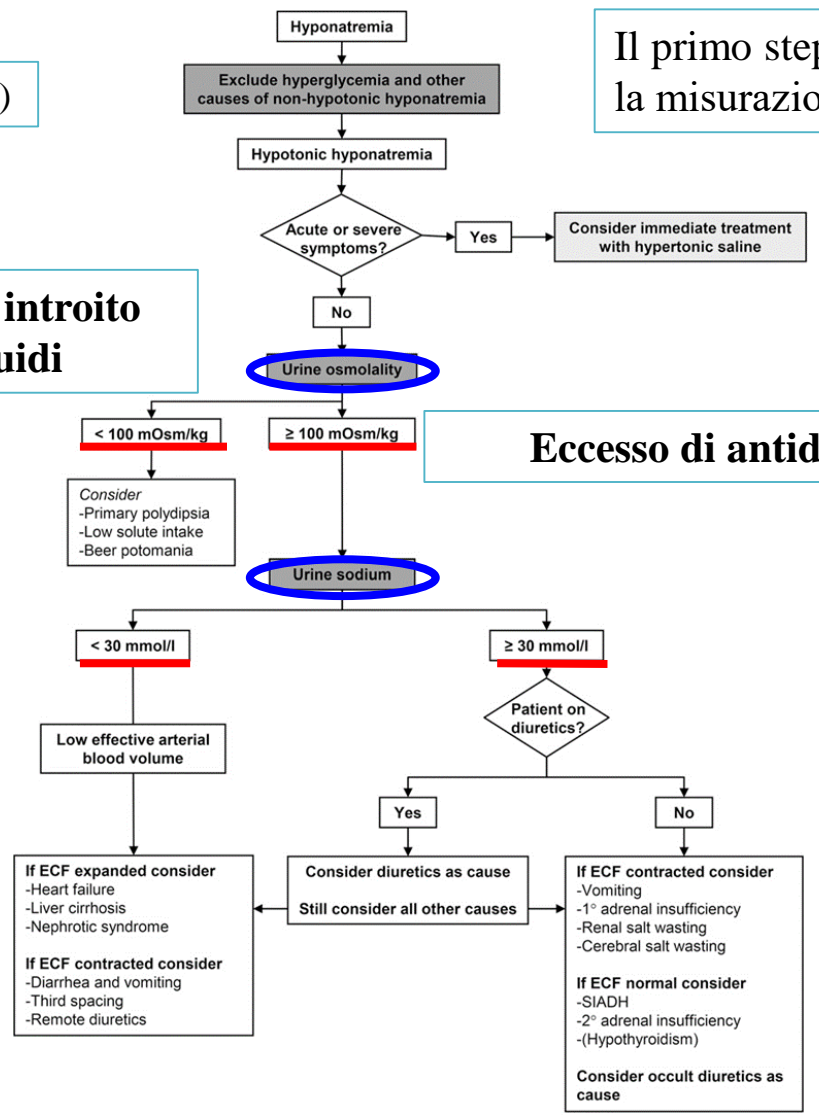 Hyponatremia
Il primo step
la misurazio
)
Exclude hyperglycemia and other
causes of non-hypotonic hyponatremia
Hypotonic hyponatremia
Acute or severe
symptoms?
Yes
Consider immediate treatment
with hypertonic saline
No
introito
uidi
Urine osmolality
< 100 mOsm/kg
≥ 100 mOsm/kg
Eccesso di antid
Consider
-Primary polydipsia
-Low solute intake
-Beer potomania
Urine sodium
< 30 mmol/l
≥ 30 mmol/l
Low effective arterial
blood volume
Patient on
diuretics?
Yes
No
If ECF expanded consider
-Heart failure
-Liver cirrhosis
-Nephrotic syndrome
If ECF contracted consider
-Diarrhea and vomiting
-Third spacing
-Remote diuretics
Consider diuretics as cause
Still consider all other causes
If ECF contracted consider
-Vomiting
-1° adrenal insufficiency
-Renal salt wasting
-Cerebral salt wasting
If ECF normal consider
-SIADH
-2° adrenal insufficiency
-(Hypothyroidism)
Consider occult diuretics as
cause